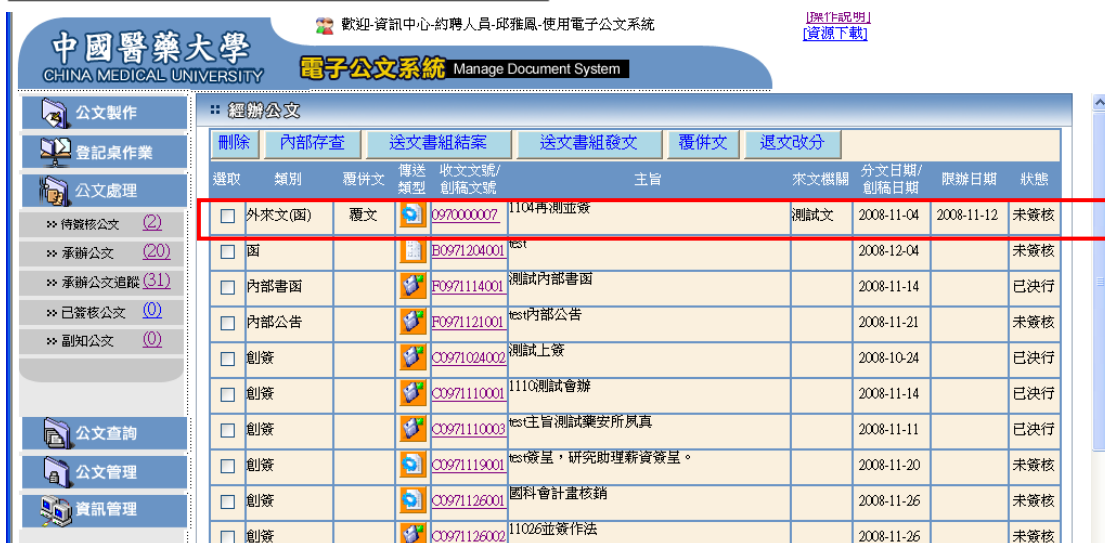 歡迎-資訊中心-約聘人員-邱雅鳳-使用電子公文系統
[操作說明]
[資源下載]
中國醫藥大學
CHINA MEDICAL UNIVERSITY
電子公文系統 Manage Document System
公文製作
登記桌作業
公文處理
待簽核公文 (2)
承辦公文 (20)
承辦公文追蹤 (31)
已簽核公文 (0)
副知公文 (0)
公文查詢
公文管理
資訊管理
經辦公文
刪除 內部存查 送文書組結案 送文書組發文 覆併文 退文改分
選取 類別 覆併文 傳送類型 收文文號/創稿文號 主旨 來文機關 分文日期/創稿日期 限辦日期 狀態
外來文(函) 覆文 0970000007 1104再測並簽 測試文 2008-11-04 2008-11-12 未簽核
函 B0971204001 test 2008-12-04 未簽核
內部書函 F0971114001 測試內部書函 2008-11-14 已決行
內部公告 F0971121001 test內部公告 2008-11-21 未簽核
創簽 C0971024002 測試上簽 2008-10-24 已決行
創簽 C0971110001 1110測試會辦 2008-11-14 已決行
創簽 C0971110003 test主旨測試藥安所夙真 2008-11-11 已決行
創簽 C0971119001 test簽呈，研究助理薪資簽呈。 2008-11-20 未簽核
創簽 C0971126001 國科會計畫核銷 2008-11-26 未簽核
創簽 C0971126002 11026並簽作法 2008-11-26 未簽核